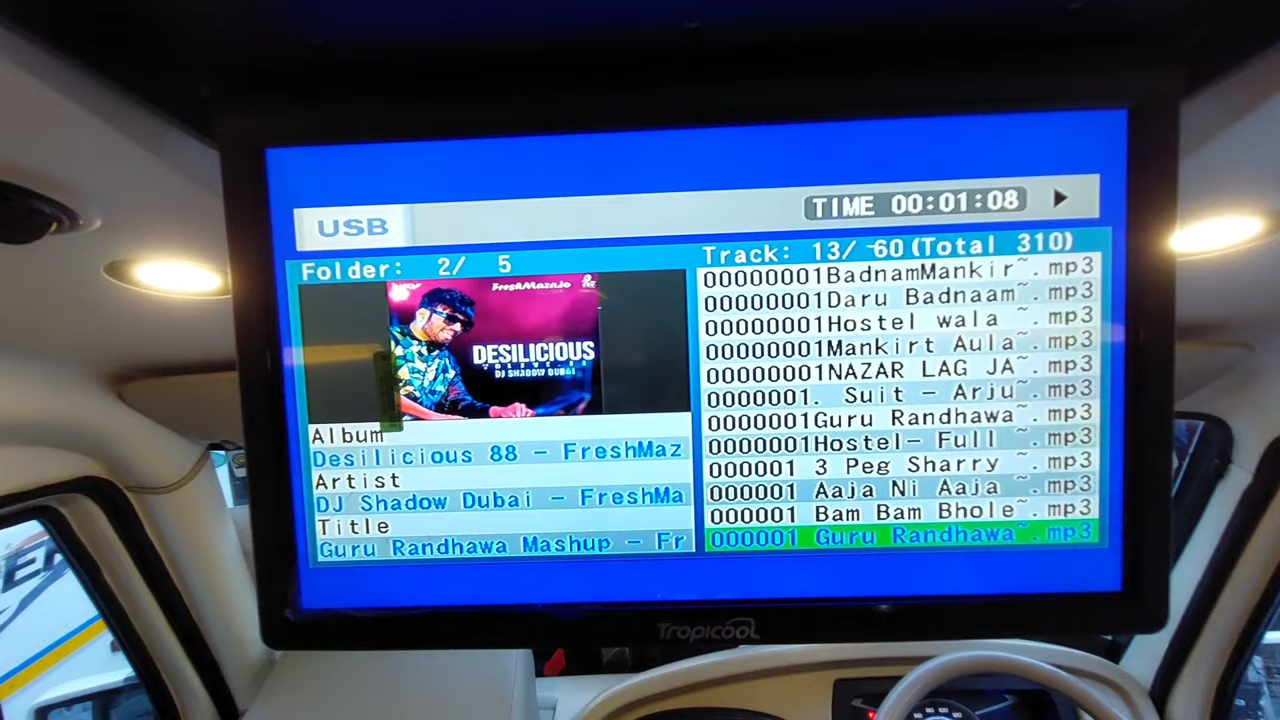 USB
TIME 00:01:08
Folder: 2/ 5
Track: 13/ 60(Total 310)
FreshMaza.io
DESILICIOUS
DJ SHADOW DUBAI
Album
Desilicious 88 - FreshMaz
Artist
DJ Shadow Dubai - FreshMa
Title
Guru Randhawa Mashup - Fr
00000001BadnamMankir~.mp3
00000001Daru Badnaam~.mp3
00000001Hostel wala ~.mp3
00000001Mankirt Aula~.mp3
00000001NAZAR LAG JA~.mp3
0000001. Suit - Arju~.mp3
0000001Guru Randhawa~.mp3
0000001Hostel- Full ~.mp3
000001 3 Peg Sharry ~.mp3
000001 Aaja Ni Aaja ~.mp3
000001 Bam Bam Bhole~.mp3
000001 Guru Randhawa~.mp3
Tropicool
80 100 120